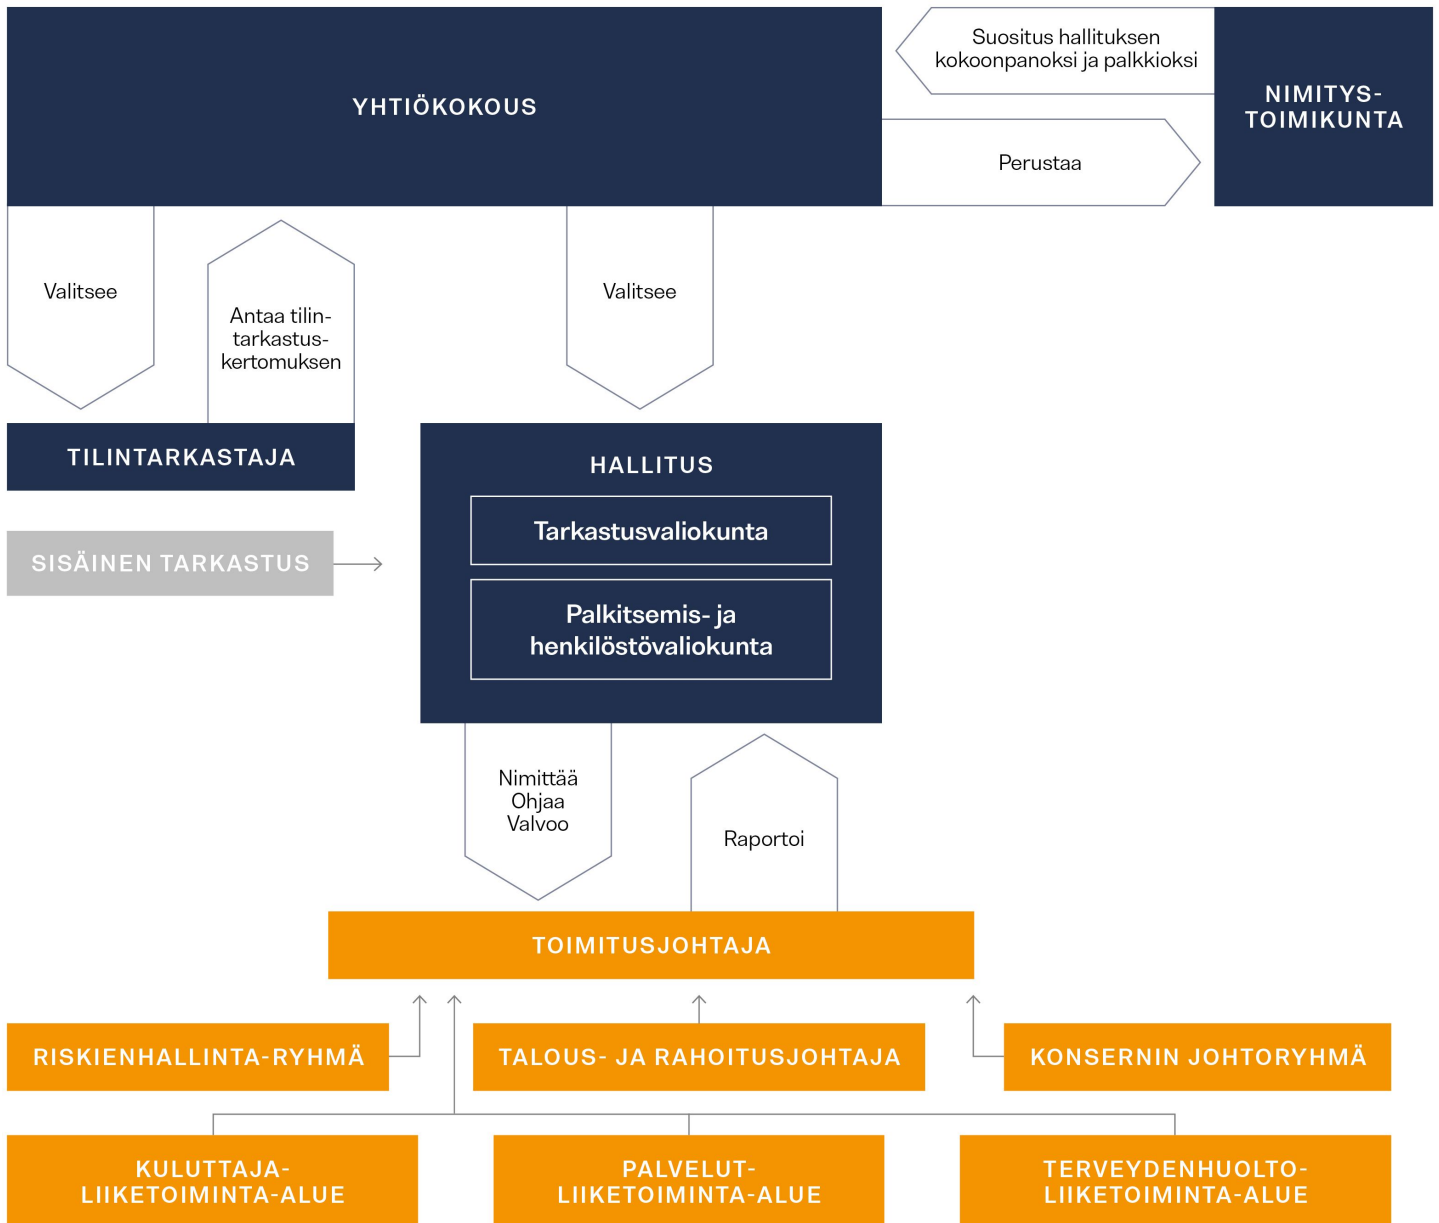 YHTIÖKOKOUS
Suositus hallituksen
kokoonpanoksi ja palkkioksi
NIMITYS-
TOIMIKUNTA
Perustaa
Valitsee
Antaa tilin-
tarkastus-
kertomuksen
Valitsee
TILINTARKASTAJA
HALLITUS
Tarkastusvaliokunta
SISÄINEN TARKASTUS
Palkitsemis- ja
henkilöstövaliokunta
Nimittää
Ohjaa
Valvoo
Raportoi
TOIMITUSJOHTAJA
RISKIENHALLINTA-RYHMÄ
TALOUS- JA RAHOITUSJOHTAJA
KONSERNIN JOHTORYHMÄ
KULUTTAJA-
LIIKETOIMINTA-ALUE
PALVELUT-
LIIKETOIMINTA-ALUE
TERVEYDENHUOLTO-
LIIKETOIMINTA-ALUE